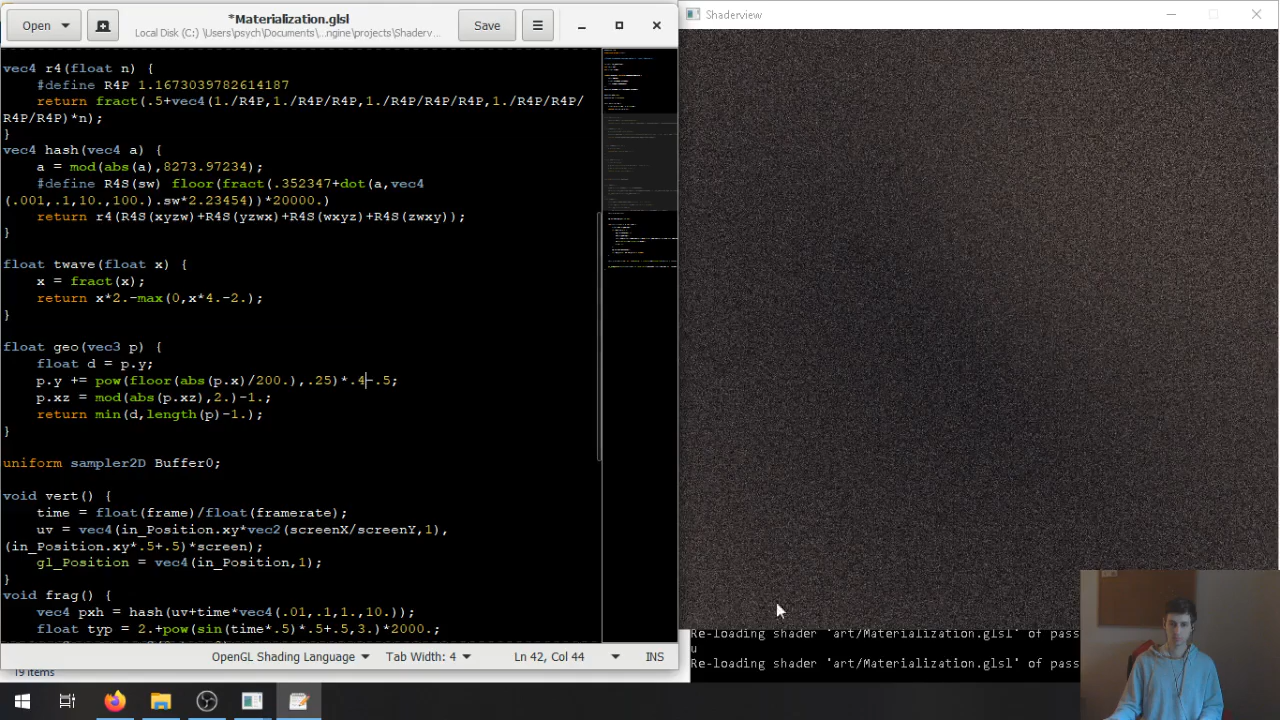 Open
*Materialization.glsl
Local Disk (C:) \Users\psych\Documents\…ngine\projects\Shaderv…
Save
Shaderview
vec4 r4(float n) {
#define R4P 1.1673039782614187
return fract(.5+vec4(1./R4P,1./R4P/R4P,1./R4P/R4P/R4P,1./R4P/R4P/
R4P/R4P)*n);
}
vec4 hash(vec4 a) {
a = mod(abs(a),8273.97234);
#define R4S(sw) floor(fract(.352347+dot(a,vec4
(.001,.1,10.,100.).sw*2.23454))*20000.)
return r4(R4S(xyzw)+R4S(yzwx)+R4S(wxyz)+R4S(zwxy));
}
float twave(float x) {
x = fract(x);
return x*2.-max(0,x*4.-2.);
}
float geo(vec3 p) {
float d = p.y;
p.y += pow(floor(abs(p.x)/200.),.25)*.4-.5;
p.xz = mod(abs(p.xz),2.)-1.;
return min(d,length(p)-1.);
}
uniform sampler2D Buffer0;
void vert() {
time = float(frame)/float(framerate);
uv = vec4(in_Position.xy*vec2(screenX/screenY,1),
(in_Position.xy*.5+.5)*screen);
gl_Position = vec4(in_Position,1);
}
void frag() {
vec4 pxh = hash(uv+time*vec4(.01,.1,1.,10.));
float typ = 2.+pow(sin(time*.5)*.5+.5,3.)*2000.;
Re-loading shader 'art/Materialization.glsl' of pass
u
Re-loading shader 'art/Materialization.glsl' of pass
OpenGL Shading Language
Tab Width: 4
Ln 42, Col 44
INS
19 items